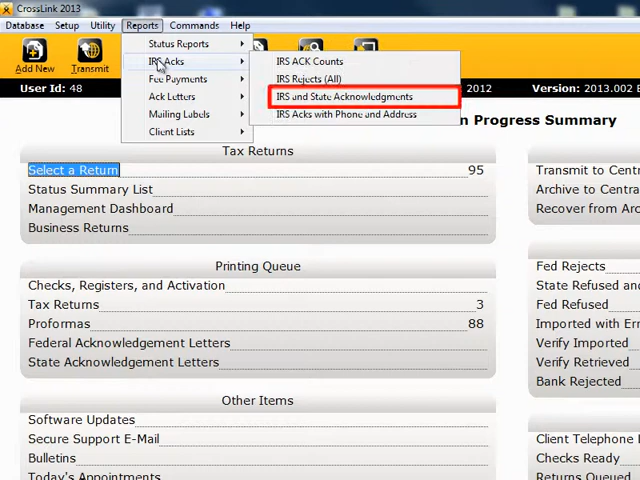 CrossLink 2013
Database Setup Utility Reports Commands Help
Status Reports
IRS Acks
Fee Payments
Ack Letters
Mailing Labels
Client Lists
IRS ACK Counts
IRS Rejects (All)
IRS and State Acknowledgments
IRS Acks with Phone and Address
Add New Transmit
User Id: 48 2012 Version: 2013.002
n Progress Summary
Tax Returns
Select a Return 95
Status Summary List
Management Dashboard
Business Returns
Transmit to Centr
Archive to Centra
Recover from Arc
Printing Queue
Checks, Registers, and Activation
Tax Returns 3
Proformas 88
Federal Acknowledgement Letters
State Acknowledgement Letters
Fed Rejects
State Refused and
Fed Refused
Imported with Err
Verify Imported
Verify Retrieved
Bank Rejected
Other Items
Software Updates
Secure Support E-Mail
Bulletins
Today's Appointments
Client Telephone
Checks Ready
Returns Queued